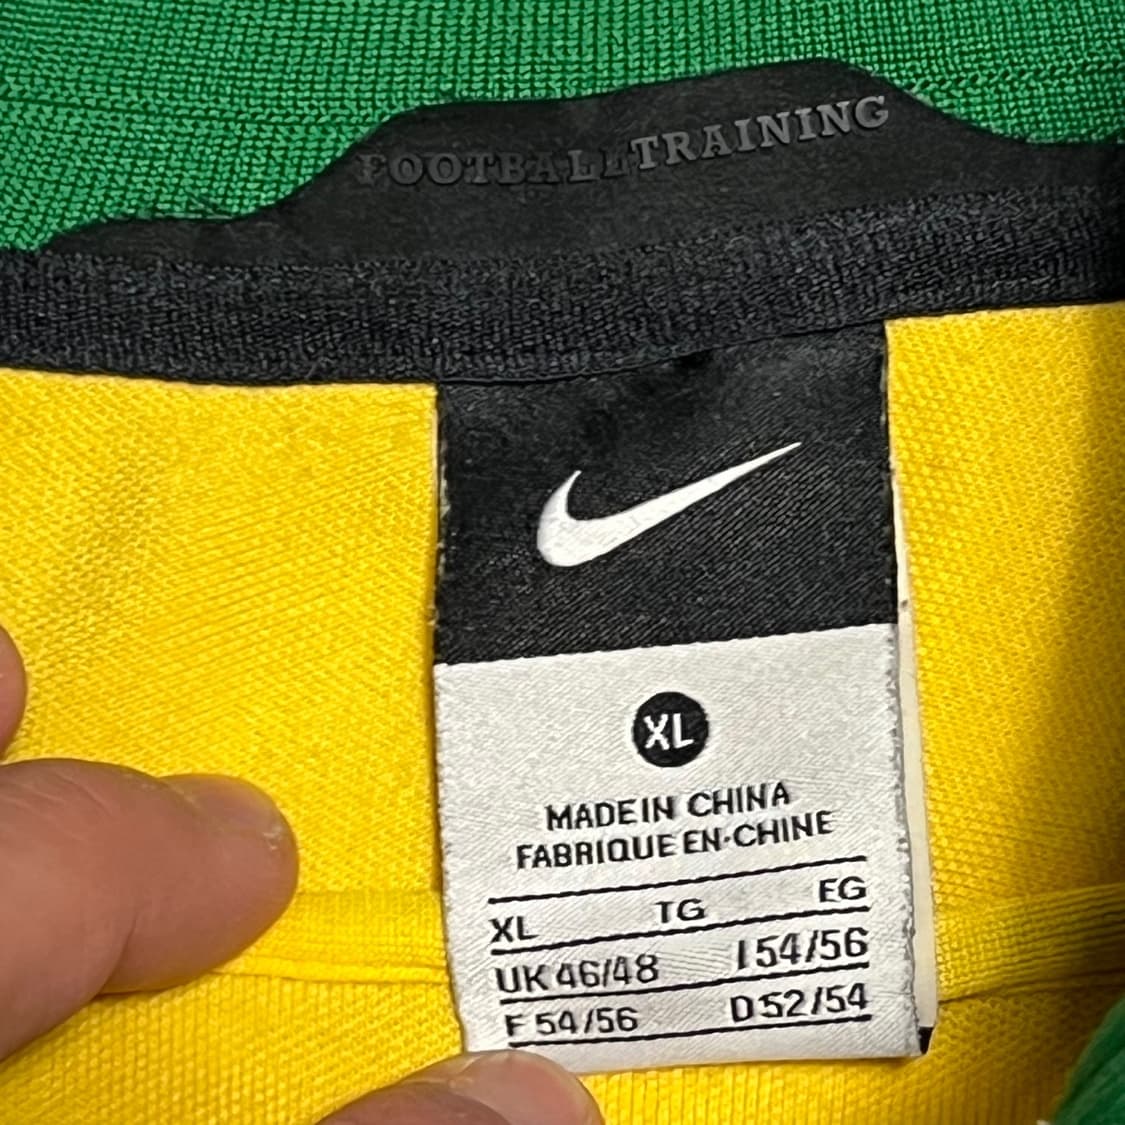 FOOTBALL TRAINING
XL
MADE IN CHINA
FABRIQUE EN·CHINE
XL TG EG
UK 46/48 I 54/56
F 54/56 D 52/54